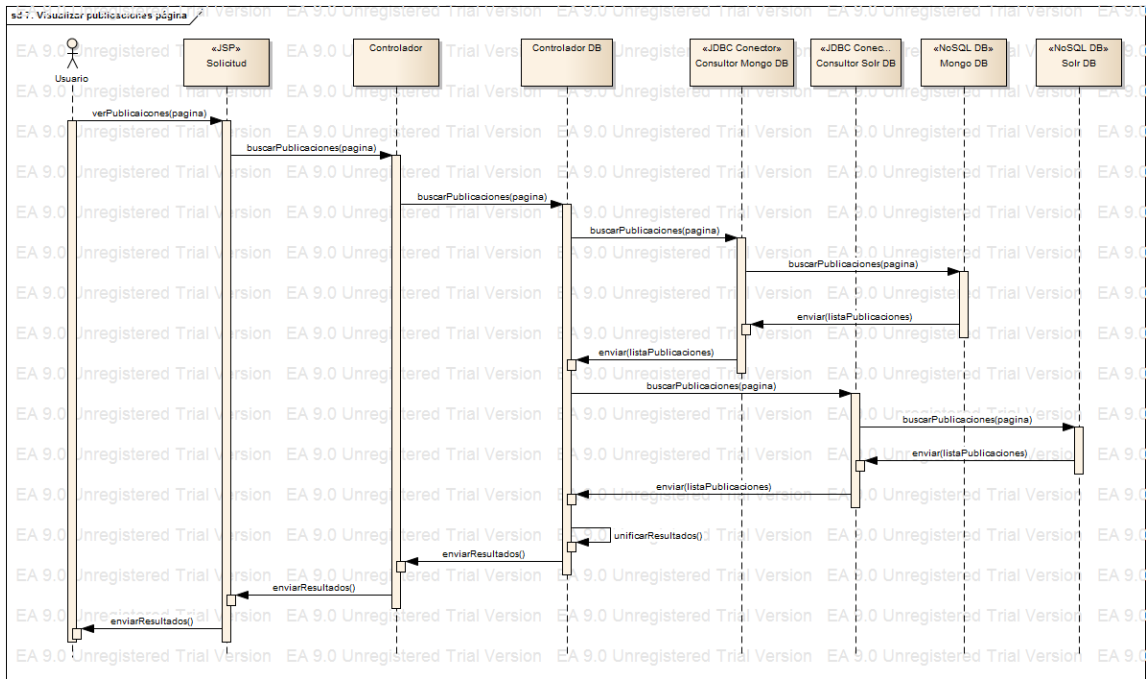 sd 7. Visualizar publicaciones página
Usuario
«JSP»
Solicitud
Controlador
Controlador DB
«JDBC Conector»
Consultor Mongo DB
«JDBC Conec...
Consultor Solr DB
«NoSQL DB»
Mongo DB
«NoSQL DB»
Solr DB
verPublicaicones(pagina)
buscarPublicaciones(pagina)
buscarPublicaciones(pagina)
buscarPublicaciones(pagina)
buscarPublicaciones(pagina)
enviar(listaPublicaciones)
enviar(listaPublicaciones)
buscarPublicaciones(pagina)
buscarPublicaciones(pagina)
enviar(listaPublicaciones)
enviar(listaPublicaciones)
unificarResultados()
enviarResultados()
enviarResultados()
enviarResultados()
EA 9.0 Unregistered Trial Version